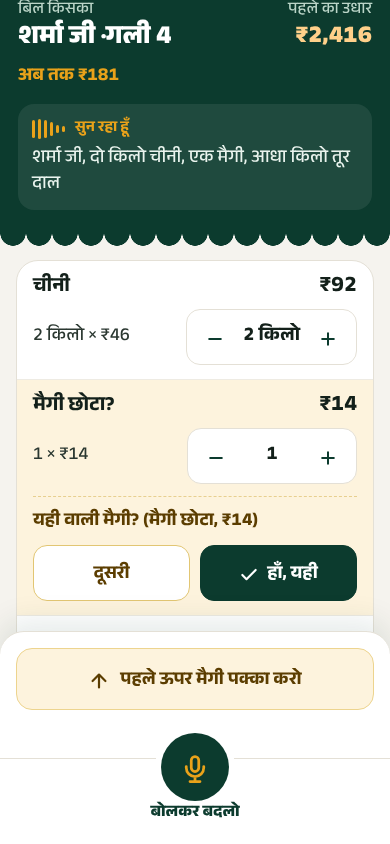 बिल किसका
पहले का उधार
शर्मा जी ·गली 4
₹2,416
अब तक ₹181
सुन रहा हूँ
शर्मा जी, दो किलो चीनी, एक मैगी, आधा किलो तूर
दाल
चीनी
₹92
2 किलो × ₹46
− 2 किलो +
मैगी छोटा?
₹14
1 × ₹14
− 1 +
यही वाली मैगी? (मैगी छोटा, ₹14)
दूसरी
हाँ, यही
पहले ऊपर मैगी पक्का करो
बोलकर बदलो